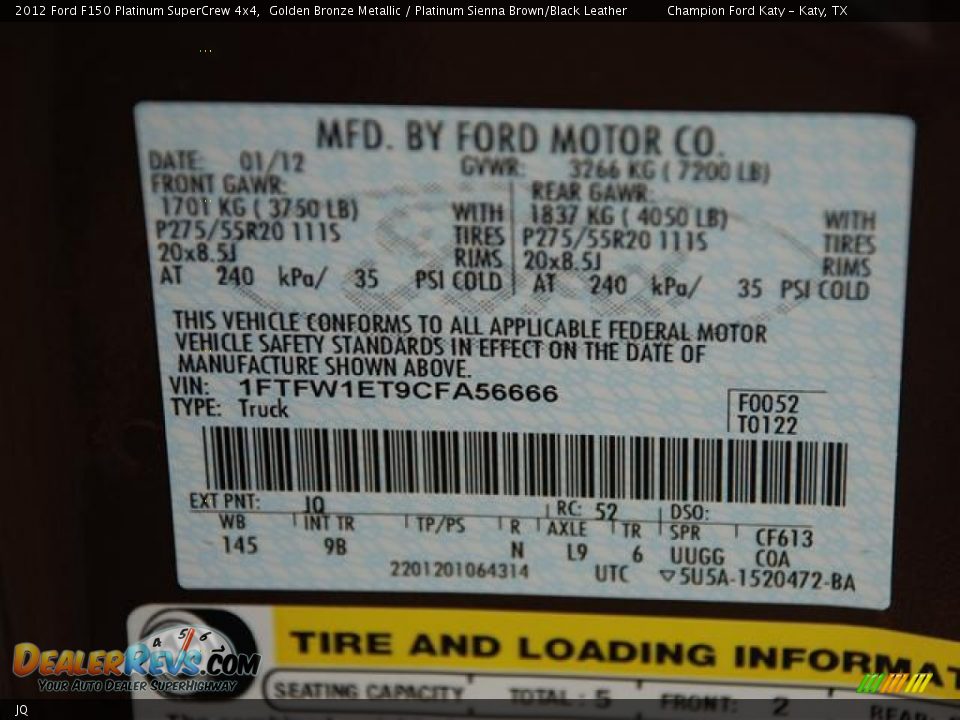 2012 Ford F150 Platinum SuperCrew 4x4, Golden Bronze Metallic / Platinum Sienna Brown/Black Leather Champion Ford Katy - Katy, TX
...
MFD. BY FORD MOTOR CO.
DATE: 01/12 GVWR: 3266 KG ( 7200 LB)
FRONT GAWR: REAR GAWR:
1701 KG ( 3750 LB) WITH 1837 KG ( 4050 LB) WITH
P275/55R20 111S TIRES P275/55R20 111S TIRES
20x8.5J RIMS 20x8.5J RIMS
AT 240 kPa/ 35 PSI COLD AT 240 kPa/ 35 PSI COLD
THIS VEHICLE CONFORMS TO ALL APPLICABLE FEDERAL MOTOR
VEHICLE SAFETY STANDARDS IN EFFECT ON THE DATE OF
MANUFACTURE SHOWN ABOVE.
VIN: 1FTFW1ET9CFA56666
TYPE: Truck
F0052
T0122
EXT PNT: JQ RC: 52 DSO:
WB INT TR TP/PS R AXLE TR SPR CF613
145 9B N L9 6 UUGG COA
2201201064314 UTC ▽5U5A-1520472-BA
TIRE AND LOADING INFORMAT
SEATING CAPACITY TOTAL: 5 FRONT: 2 REAR
4 5 6
DEALERREVS.COM
YOUR AUTO DEALER SUPERHIGHWAY
JQ